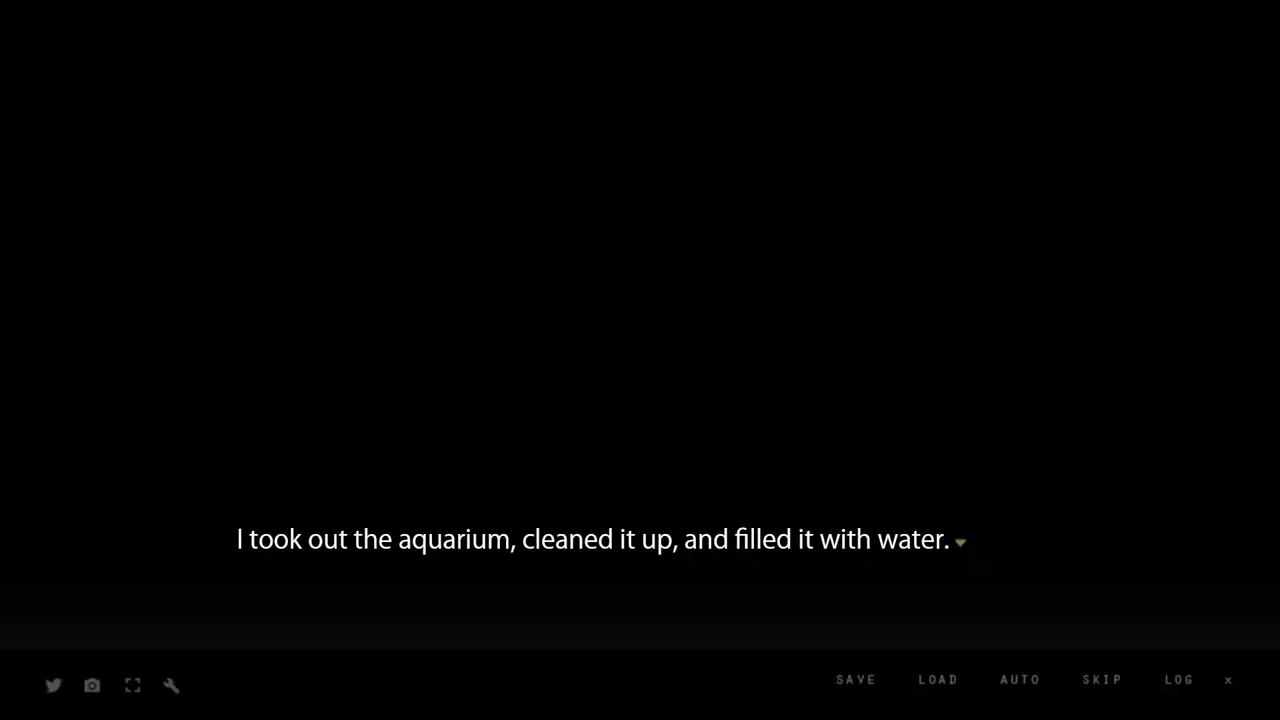 I took out the aquarium, cleaned it up, and filled it with water.
SAVE LOAD AUTO SKIP LOG ×